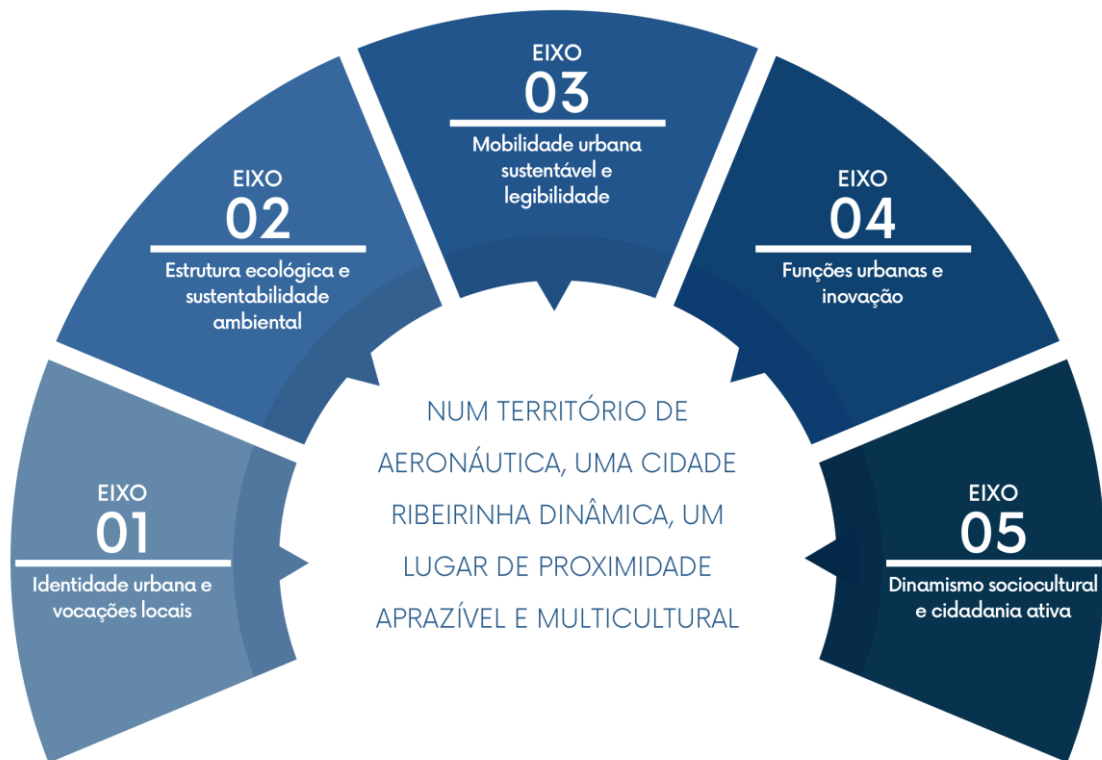 EIXO
01
Identidade urbana e
vocações locais
EIXO
02
Estrutura ecológica e
sustentabilidade
ambiental
EIXO
03
Mobilidade urbana
sustentável e
legibilidade
EIXO
04
Funções urbanas e
inovação
EIXO
05
Dinamismo sociocultural
e cidadania ativa
NUM TERRITÓRIO DE
AERONÁUTICA, UMA CIDADE
RIBEIRINHA DINÂMICA, UM
LUGAR DE PROXIMIDADE
APRAZÍVEL E MULTICULTURAL